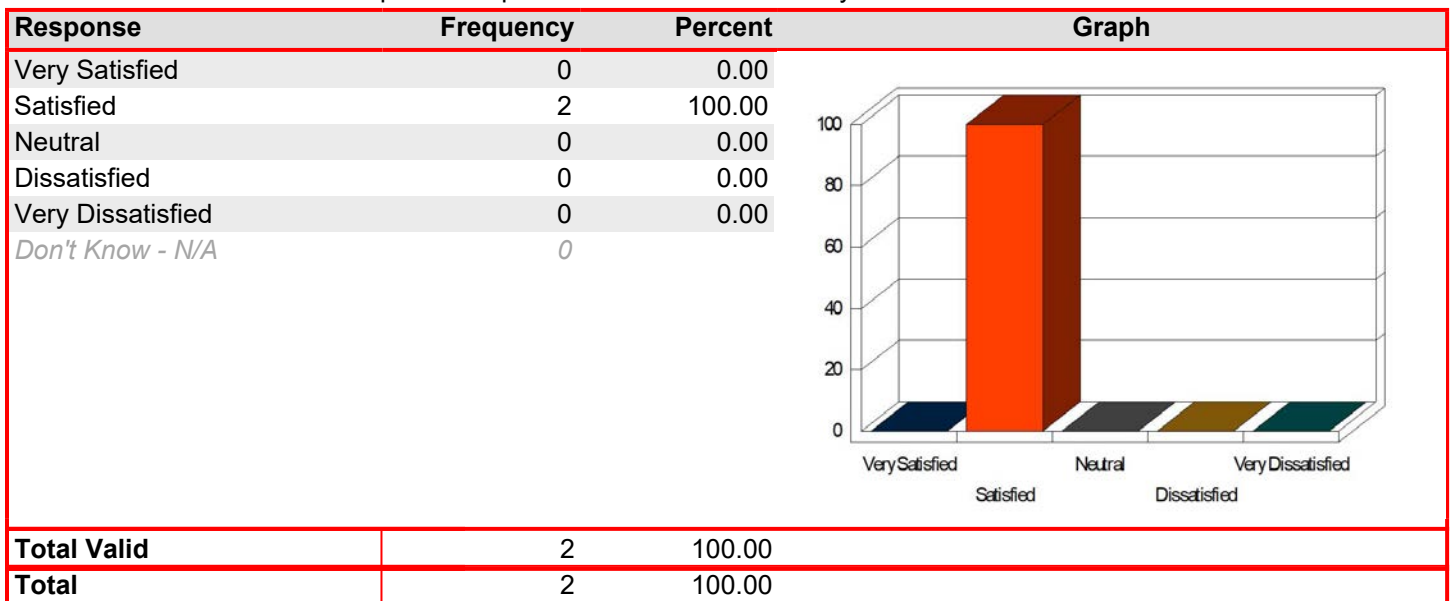 Response Frequency Percent Graph
Very Satisfied 0 0.00
Satisfied 2 100.00
Neutral 0 0.00
Dissatisfied 0 0.00
Very Dissatisfied 0 0.00
Don't Know - N/A 0
100
80
60
40
20
0
Very Satisfied Neutral Very Dissatisfied
Satisfied Dissatisfied
Total Valid 2 100.00
Total 2 100.00